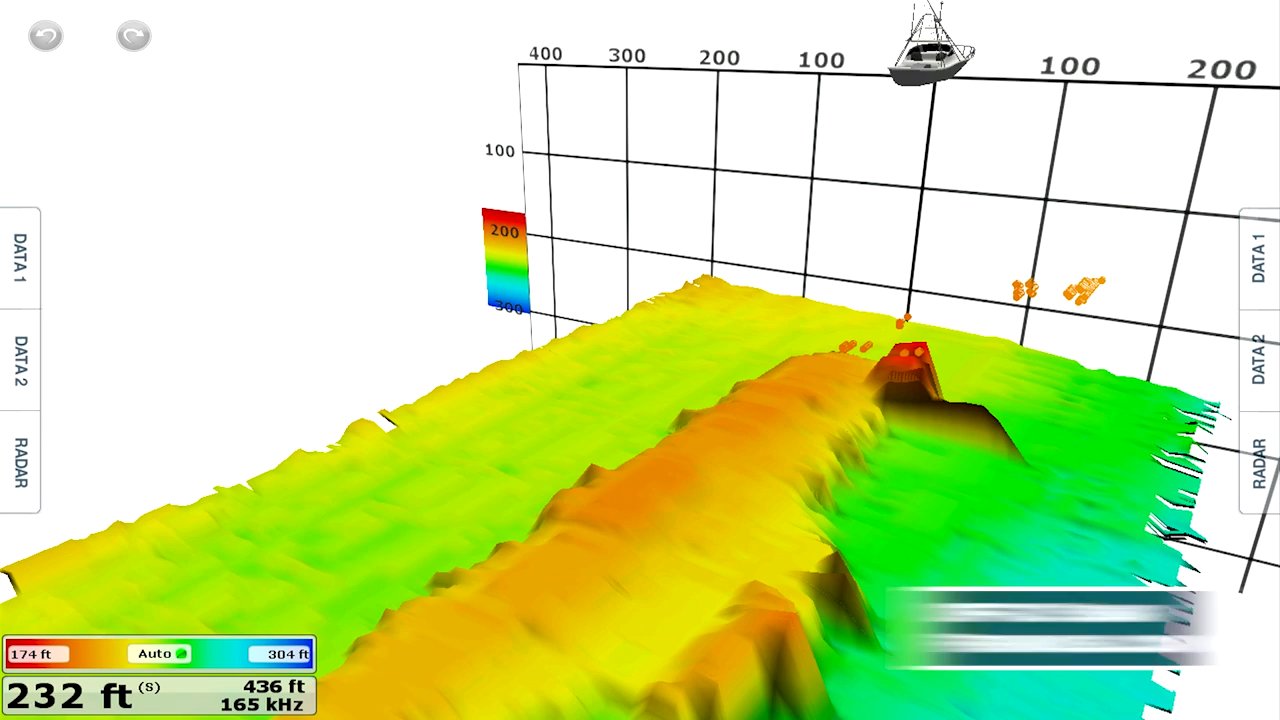 400 300 200 100 100 200
100
200
300
DATA 1
DATA 2
RADAR
DATA 1
DATA 2
RADAR
174 ft Auto 304 ft
232 ft (S) 436 ft
165 kHz